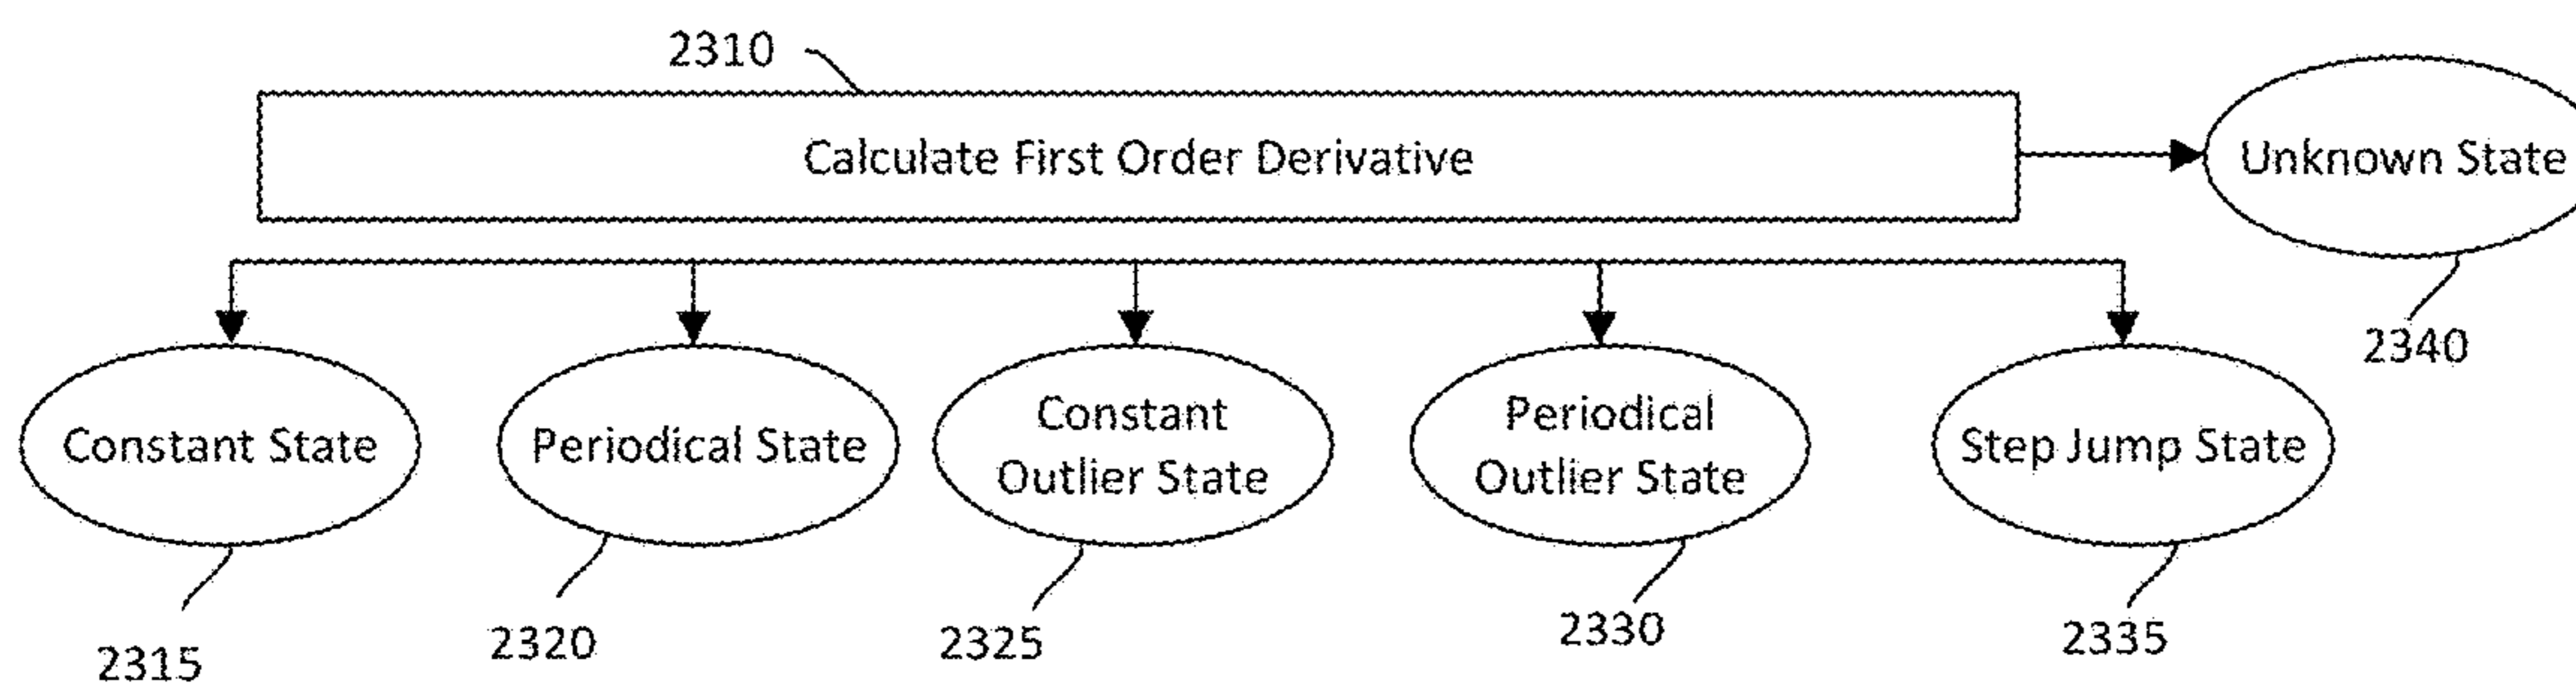 2310
Calculate First Order Derivative
Unknown State
2340
Constant State
Periodical State
Constant
Outlier State
Periodical
Outlier State
Step Jump State
2315
2320
2325
2330
2335